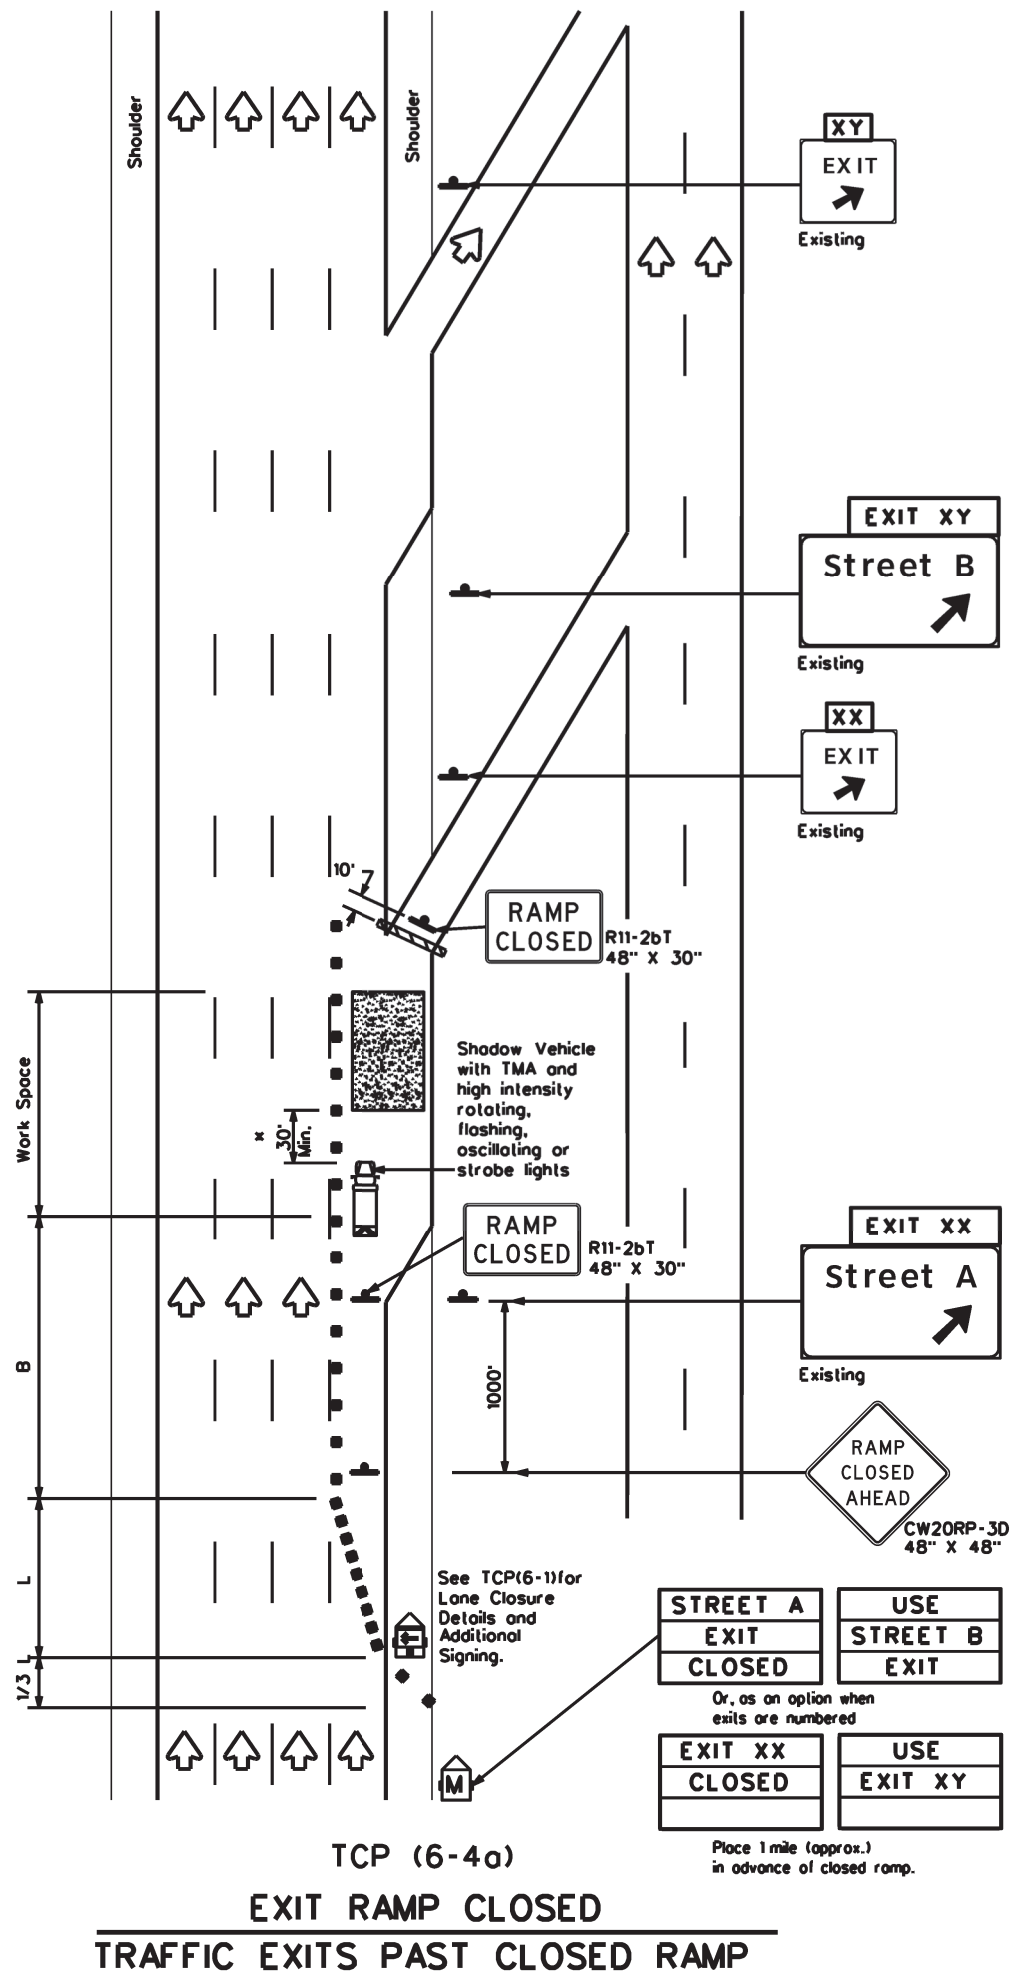 Shoulder
Shoulder
XY
EXIT
Existing
EXIT XY
Street B
Existing
XX
EXIT
Existing
10'
RAMP
CLOSED
R11-2bT
48" X 30"
Work Space
Shadow Vehicle
with TMA and
high intensity
rotating,
flashing,
oscillating or
strobe lights
x
30'
Min.
RAMP
CLOSED
R11-2bT
48" X 30"
EXIT XX
Street A
Existing
B
1000'
RAMP
CLOSED
AHEAD
CW20RP-3D
48" X 48"
L
See TCP(6-1)for
Lane Closure
Details and
Additional
Signing.
1/3 L
STREET A
EXIT
CLOSED
USE
STREET B
EXIT
Or, as an option when
exits are numbered
EXIT XX
CLOSED
USE
EXIT XY
M
Place 1 mile (approx.)
in advance of closed ramp.
TCP (6-4a)
EXIT RAMP CLOSED
TRAFFIC EXITS PAST CLOSED RAMP